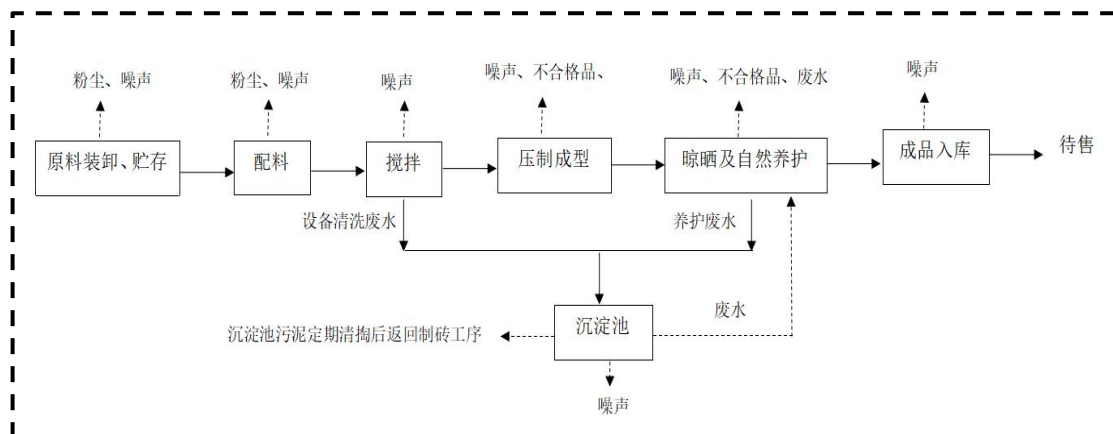 粉尘、噪声
粉尘、噪声
噪声
噪声、不合格品、
噪声、不合格品、废水
噪声
原料装卸、贮存
配料
搅拌
压制成型
晾晒及自然养护
成品入库
待售
设备清洗废水
养护废水
沉淀池
废水
沉淀池污泥定期清掏后返回制砖工序
噪声